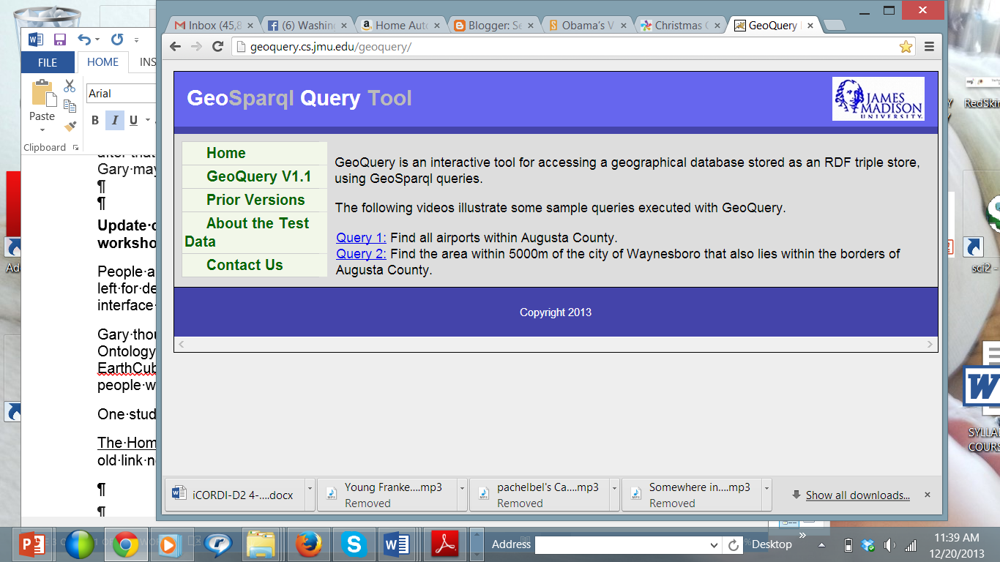 Inbox (45,8
(6) Washin
Home Auto
Blogger: Se
Obama's V
Christmas
GeoQuery
geoquery.cs.jmu.edu/geoquery/
GeoSparql Query Tool
JAMES
MADISON
UNIVERSITY.
Home
GeoQuery V1.1
Prior Versions
About the Test
Data
Contact Us
GeoQuery is an interactive tool for accessing a geographical database stored as an RDF triple store,
using GeoSparql queries.
The following videos illustrate some sample queries executed with GeoQuery.
Query 1: Find all airports within Augusta County.
Query 2: Find the area within 5000m of the city of Waynesboro that also lies within the borders of
Augusta County.
Copyright 2013
iCORDI-D2 4-....docx
Young Franke....mp3
Removed
pachelbel's Ca....mp3
Removed
Somewhere in....mp3
Removed
Show all downloads...
FILE
HOME
INS
Paste
Arial
B I U
Clipboard
after that
Gary may
¶
¶
Update
worksho
People a
left for de
interface
Gary thou
Ontology
EarthCub
people w
One stud
The Hom
old link n
¶
¶
Ad
RedSkin
sci2 -
SYLLA
COURS
Address
Desktop
»
11:39 AM
12/20/2013